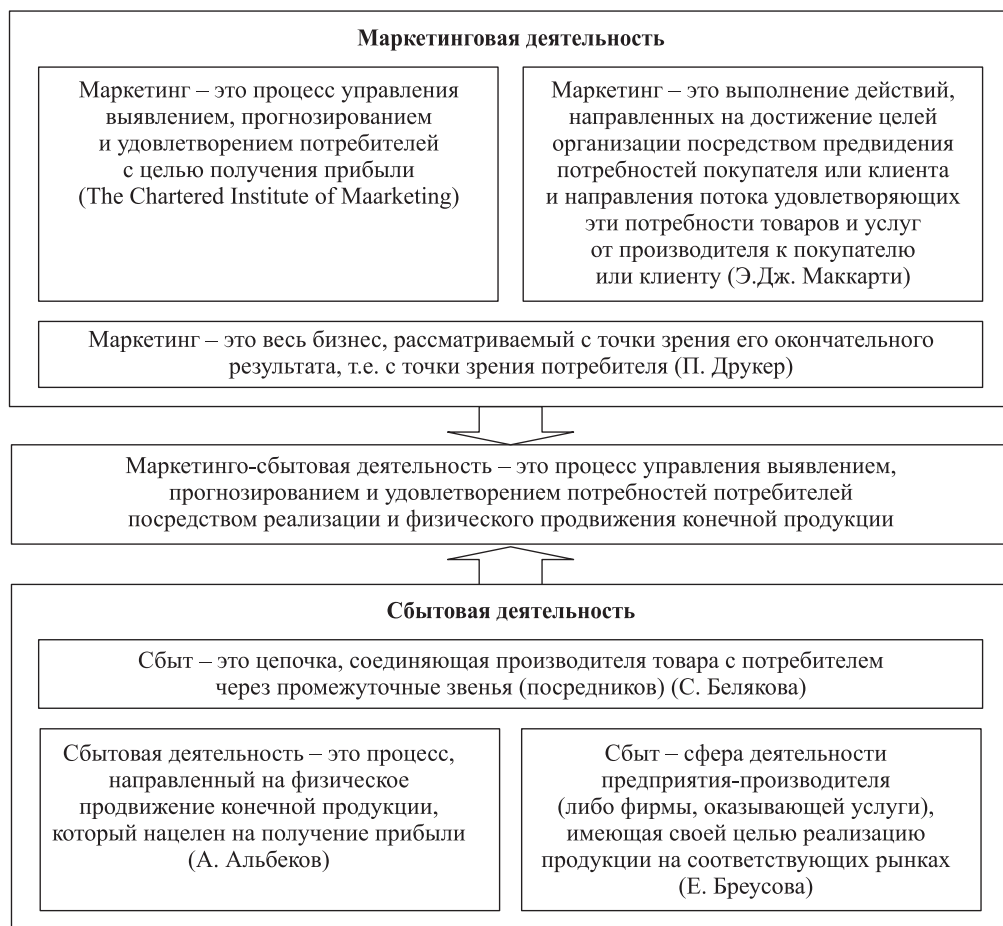 Маркетинговая деятельность
Маркетинг – это процесс управления
выявлением, прогнозированием
и удовлетворением потребителей
с целью получения прибыли
(The Chartered Institute of Maarketing)
Маркетинг – это выполнение действий,
направленных на достижение целей
организации посредством предвидения
потребностей покупателя или клиента
и направления потока удовлетворяющих
эти потребности товаров и услуг
от производителя к покупателю
или клиенту (Э.Дж. Маккарти)
Маркетинг – это весь бизнес, рассматриваемый с точки зрения его окончательного
результата, т.е. с точки зрения потребителя (П. Друкер)
Маркетинго-сбытовая деятельность – это процесс управления выявлением,
прогнозированием и удовлетворением потребностей потребителей
посредством реализации и физического продвижения конечной продукции
Сбытовая деятельность
Сбыт – это цепочка, соединяющая производителя товара с потребителем
через промежуточные звенья (посредников) (С. Белякова)
Сбытовая деятельность – это процесс,
направленный на физическое
продвижение конечной продукции,
который нацелен на получение прибыли
(А. Альбеков)
Сбыт – сфера деятельности
предприятия-производителя
(либо фирмы, оказывающей услуги),
имеющая своей целью реализацию
продукции на соответствующих рынках
(Е. Бреусова)